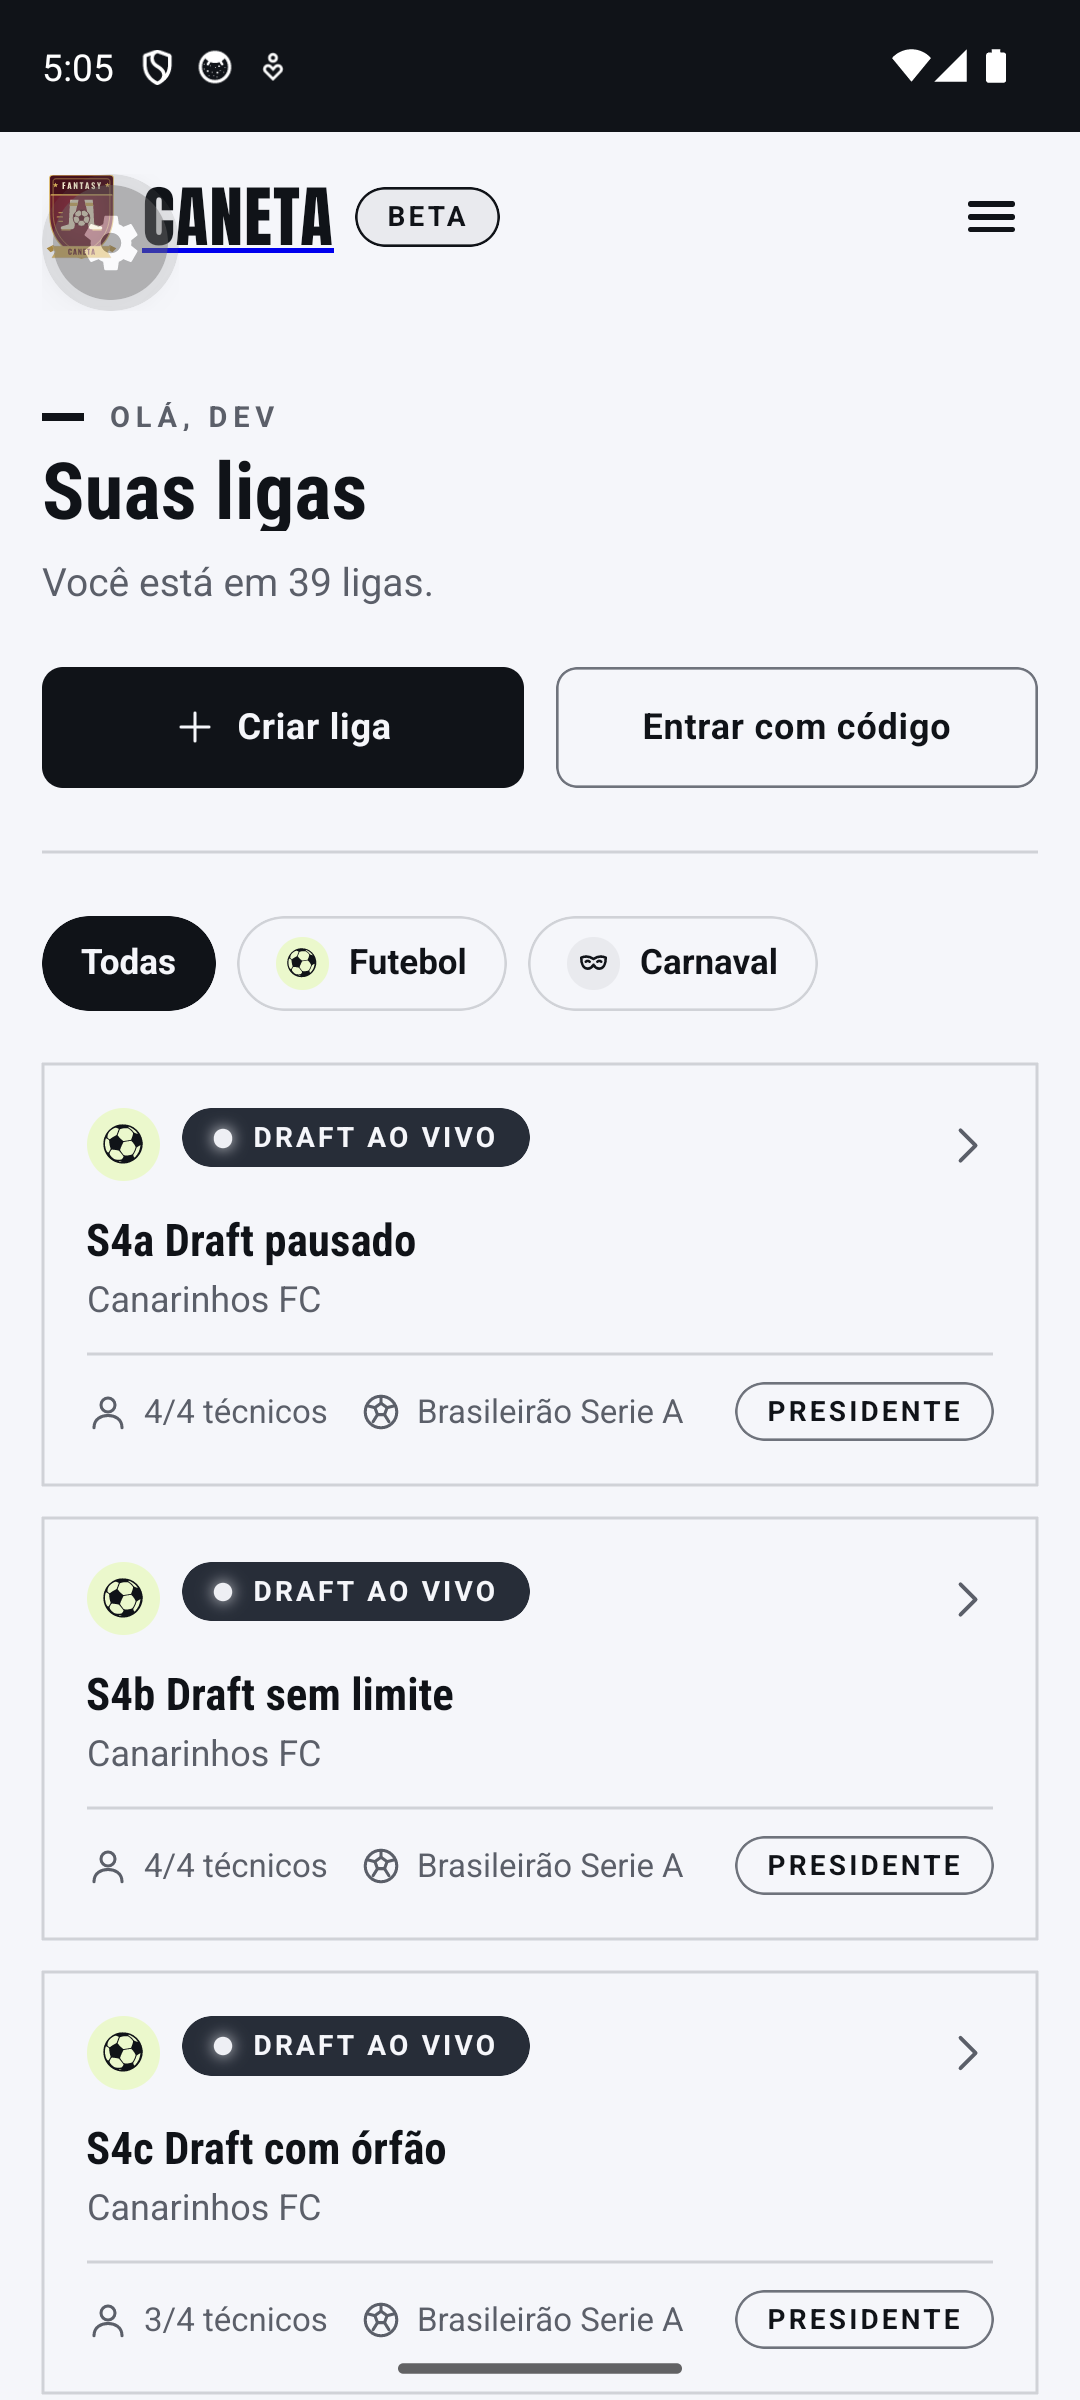 5:05
FANTASY
CANETA
CANETA
BETA
OLÁ, DEV
Suas ligas
Você está em 39 ligas.
Criar liga
Entrar com código
Todas
Futebol
Carnaval
DRAFT AO VIVO
S4a Draft pausado
Canarinhos FC
4/4 técnicos
Brasileirão Serie A
PRESIDENTE
DRAFT AO VIVO
S4b Draft sem limite
Canarinhos FC
4/4 técnicos
Brasileirão Serie A
PRESIDENTE
DRAFT AO VIVO
S4c Draft com órfão
Canarinhos FC
3/4 técnicos
Brasileirão Serie A
PRESIDENTE